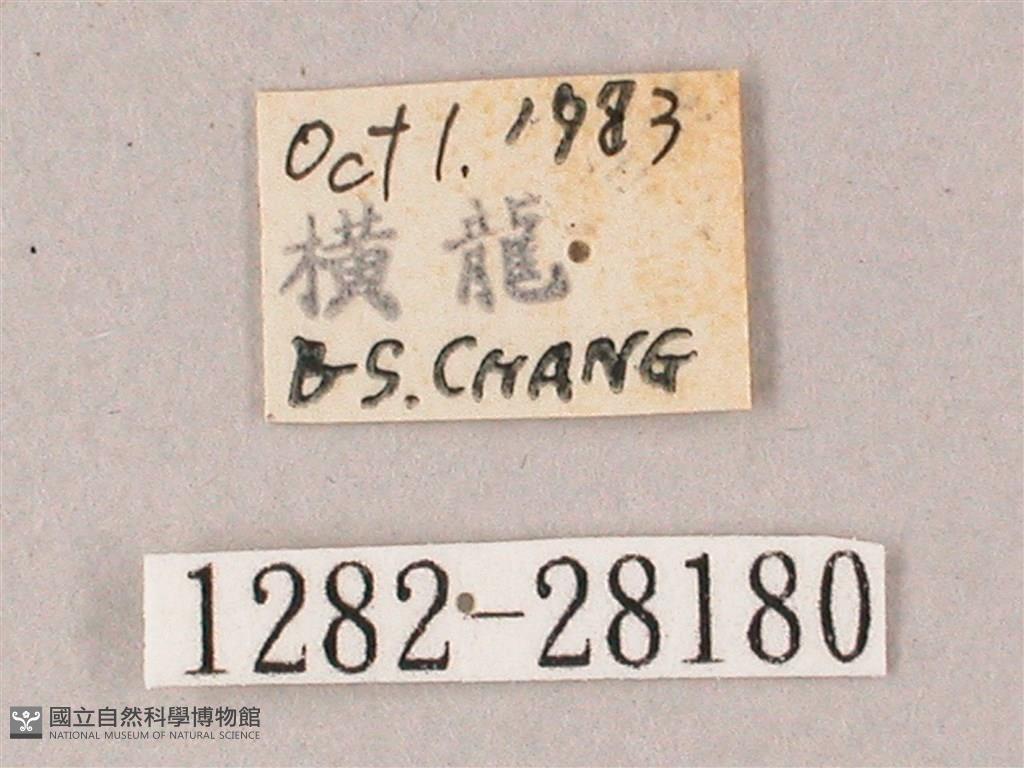 Oct 1. 1983
橫龍
B S. CHANG
1282-28180
國立自然科學博物館
NATIONAL MUSEUM OF NATURAL SCIENCE